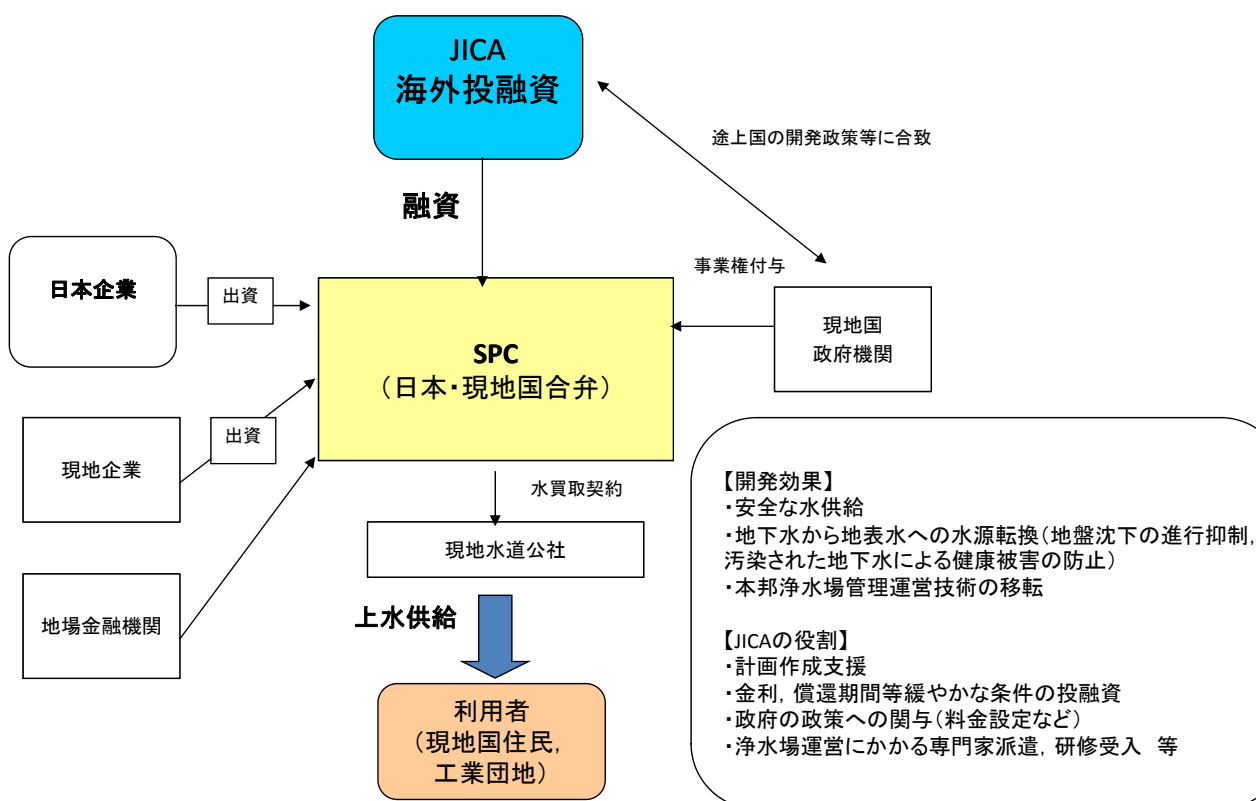 JICA
海外投融資
途上国の開発政策等に合致
融資
日本企業
出資
事業権付与
現地国
政府機関
SPC
（日本・現地国合弁）
現地企業
出資
水買取契約
現地水道公社
地場金融機関
上水供給
利用者
（現地国住民，
工業団地）
【開発効果】
・安全な水供給
・地下水から地表水への水源転換（地盤沈下の進行抑制，
汚染された地下水による健康被害の防止）
・本邦浄水場管理運営技術の移転
【JICAの役割】
・計画作成支援
・金利，償還期間等緩やかな条件の投融資
・政府の政策への関与（料金設定など）
・浄水場運営にかかる専門家派遣，研修受入　等